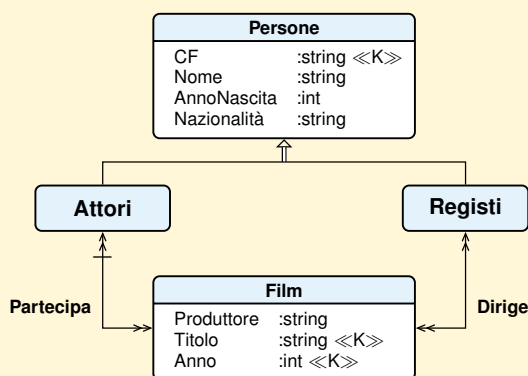 Persone
CF :string ≪K≫
Nome :string
AnnoNascita :int
Nazionalità :string
Attori
Registi
Partecipa
Dirige
Film
Produttore :string
Titolo :string ≪K≫
Anno :int ≪K≫